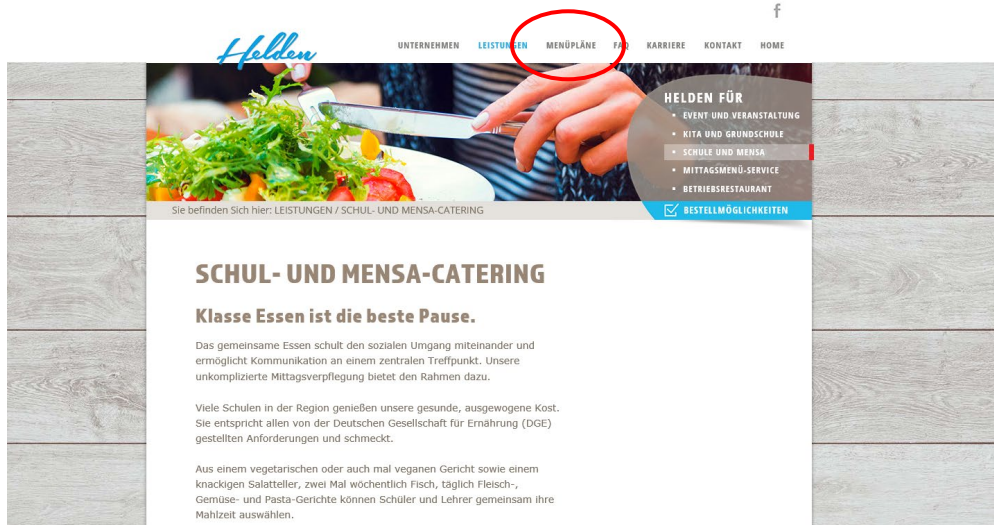 f
Helden
UNTERNEHMEN LEISTUNGEN MENÜPLÄNE FAQ KARRIERE KONTAKT HOME
HELDEN FÜR
• EVENT UND VERANSTALTUNG
• KITA UND GRUNDSCHULE
• SCHULE UND MENSA
• MITTAGSMENÜ-SERVICE
• BETRIEBSRESTAURANT
Sie befinden Sich hier: LEISTUNGEN / SCHUL- UND MENSA-CATERING
BESTELLMÖGLICHKEITEN
SCHUL- UND MENSA-CATERING
Klasse Essen ist die beste Pause.
Das gemeinsame Essen schult den sozialen Umgang miteinander und
ermöglicht Kommunikation an einem zentralen Treffpunkt. Unsere
unkomplizierte Mittagsverpflegung bietet den Rahmen dazu.
Viele Schulen in der Region genießen unsere gesunde, ausgewogene Kost.
Sie entspricht allen von der Deutschen Gesellschaft für Ernährung (DGE)
gestellten Anforderungen und schmeckt.
Aus einem vegetarischen oder auch mal veganen Gericht sowie einem
knackigen Salatteller, zwei Mal wöchentlich Fisch, täglich Fleisch-,
Gemüse- und Pasta-Gerichte können Schüler und Lehrer gemeinsam ihre
Mahlzeit auswählen.